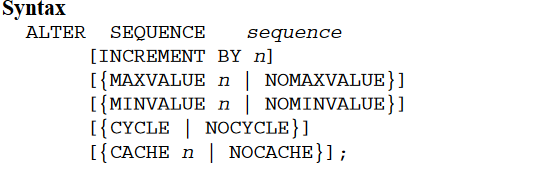 Syntax
ALTER SEQUENCE sequence
[INCREMENT BY n]
[{MAXVALUE n | NOMAXVALUE}]
[{MINVALUE n | NOMINVALUE}]
[{CYCLE | NOCYCLE}]
[{CACHE n | NOCACHE}];